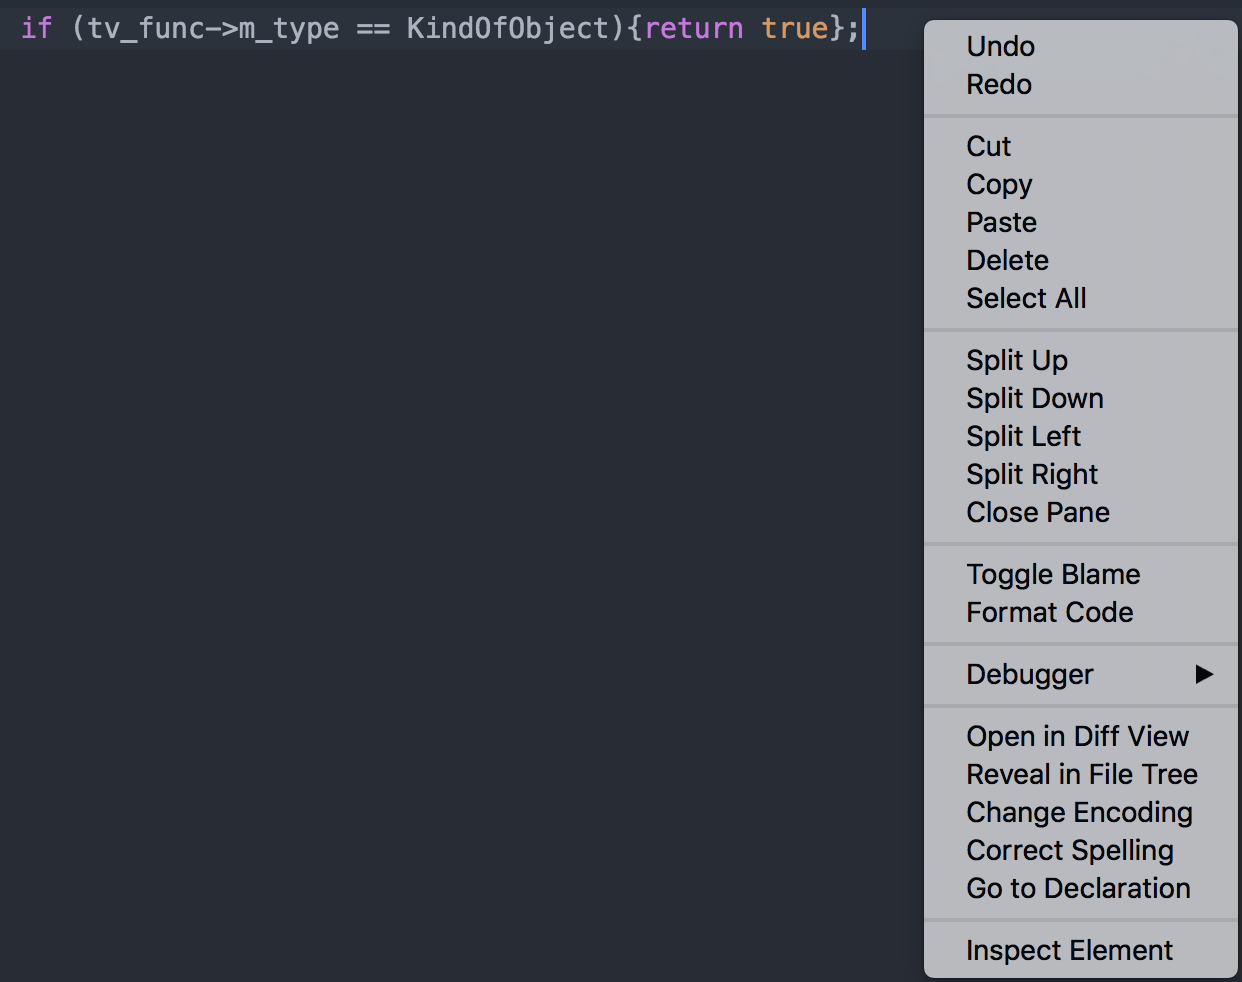 if (tv_func->m_type == KindOfObject){return true};
Undo
Redo
Cut
Copy
Paste
Delete
Select All
Split Up
Split Down
Split Left
Split Right
Close Pane
Toggle Blame
Format Code
Debugger
Open in Diff View
Reveal in File Tree
Change Encoding
Correct Spelling
Go to Declaration
Inspect Element